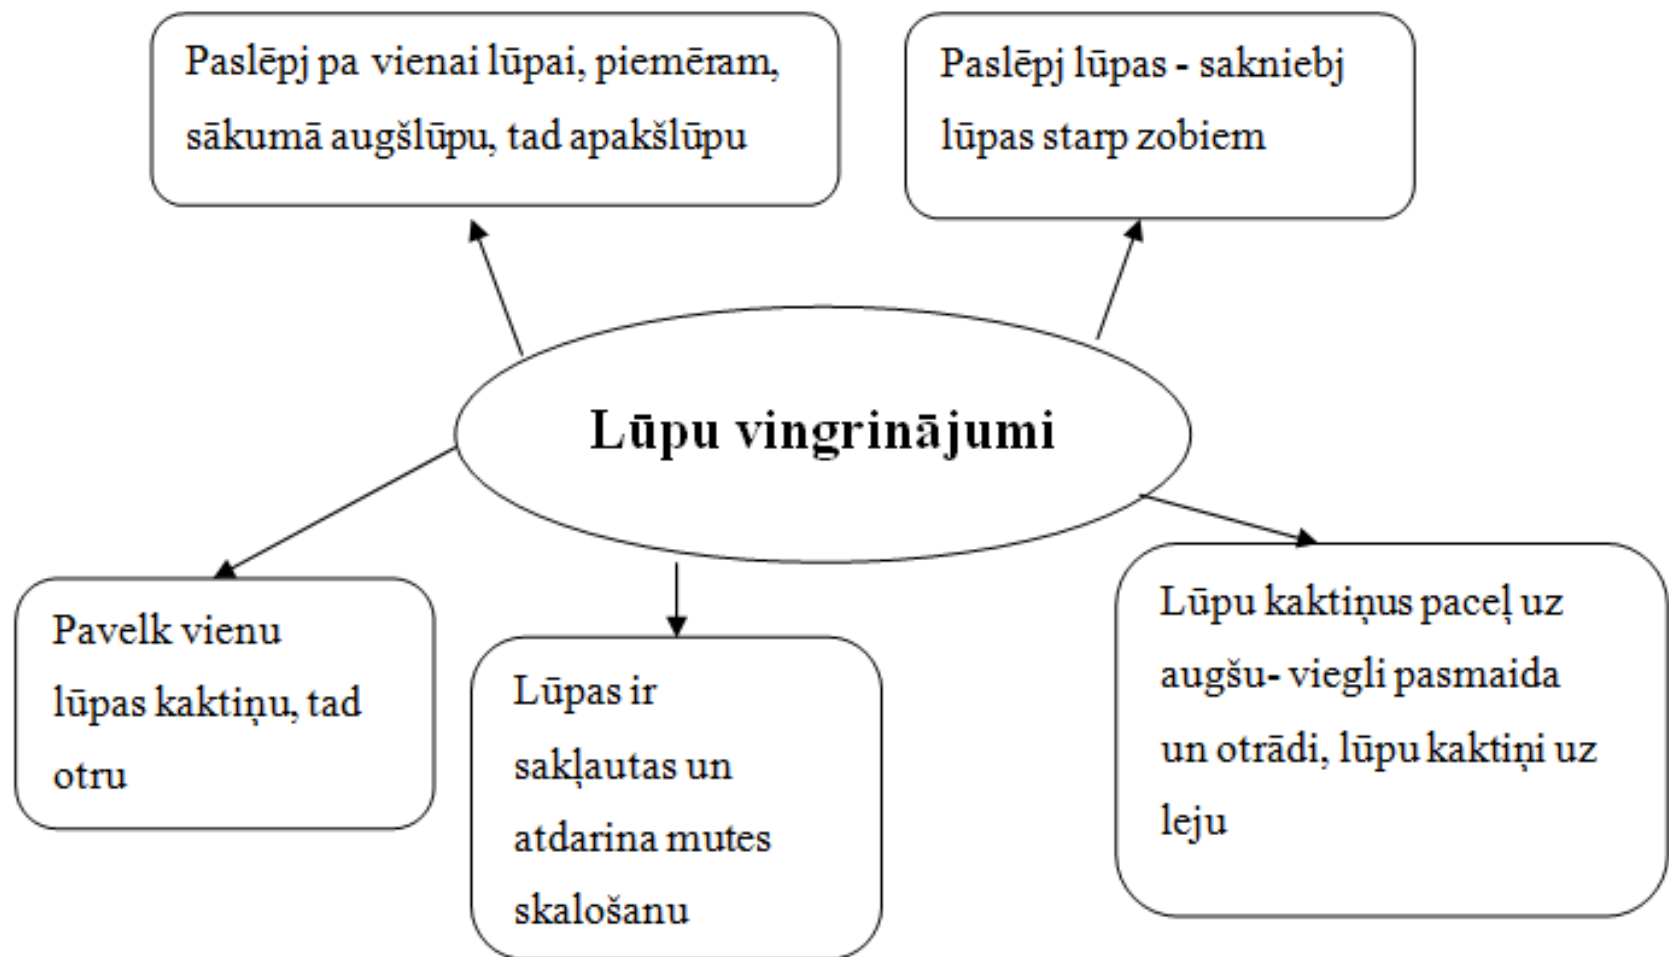 Paslēpj pa vienai lūpai, piemēram,
sākumā augšlūpu, tad apakšlūpu
Paslēpj lūpas - sakniebj
lūpas starp zobiem
Lūpu vingrinājumi
Pavelk vienu
lūpas kaktiņu, tad
otru
Lūpas ir
sakļautas un
atdarina mutes
skalošanu
Lūpu kaktiņus paceļ uz
augšu- viegli pasmaida
un otrādi, lūpu kaktiņi uz
leju